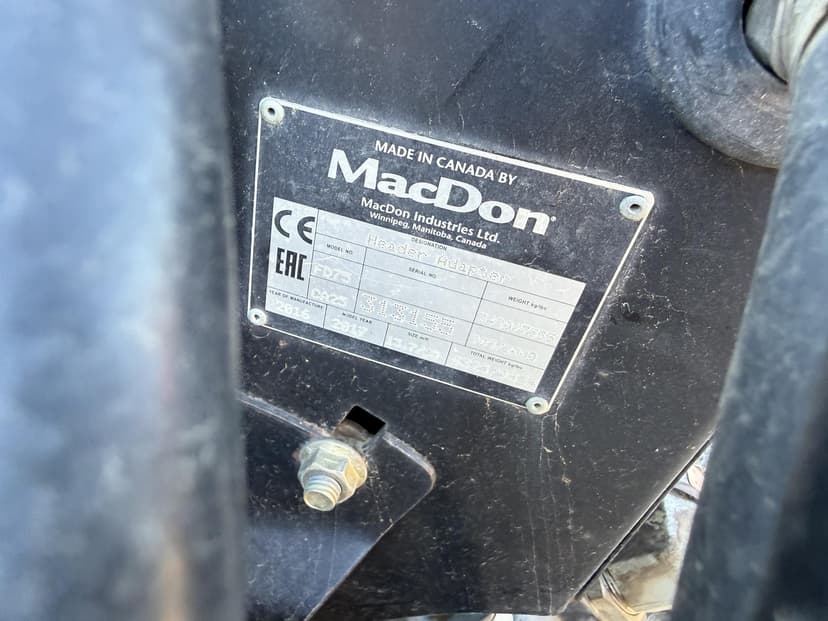 MADE IN CANADA BY
MacDon®
MacDon Industries Ltd.
Winnipeg, Manitoba, Canada
CE
EAC
DESIGNATION
Header Adapter
MODEL NO.
SERIAL NO.
WEIGHT kg/lbs
FD75
CA25
YEAR OF MANUFACTURE
MODEL YEAR
SIZE m/ft
TOTAL WEIGHT kg/lbs
2016
2017